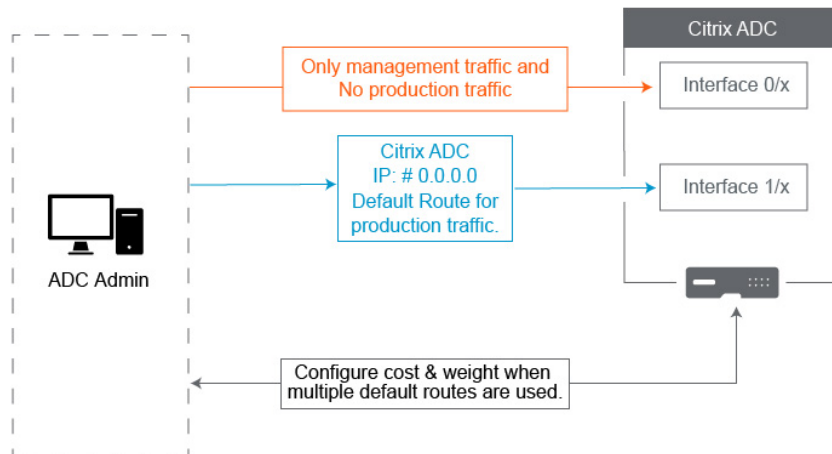 Citrix ADC
Only management traffic and
No production traffic
Interface 0/x
Citrix ADC
IP: # 0.0.0.0
Default Route for
production traffic.
Interface 1/x
ADC Admin
Configure cost & weight when
multiple default routes are used.